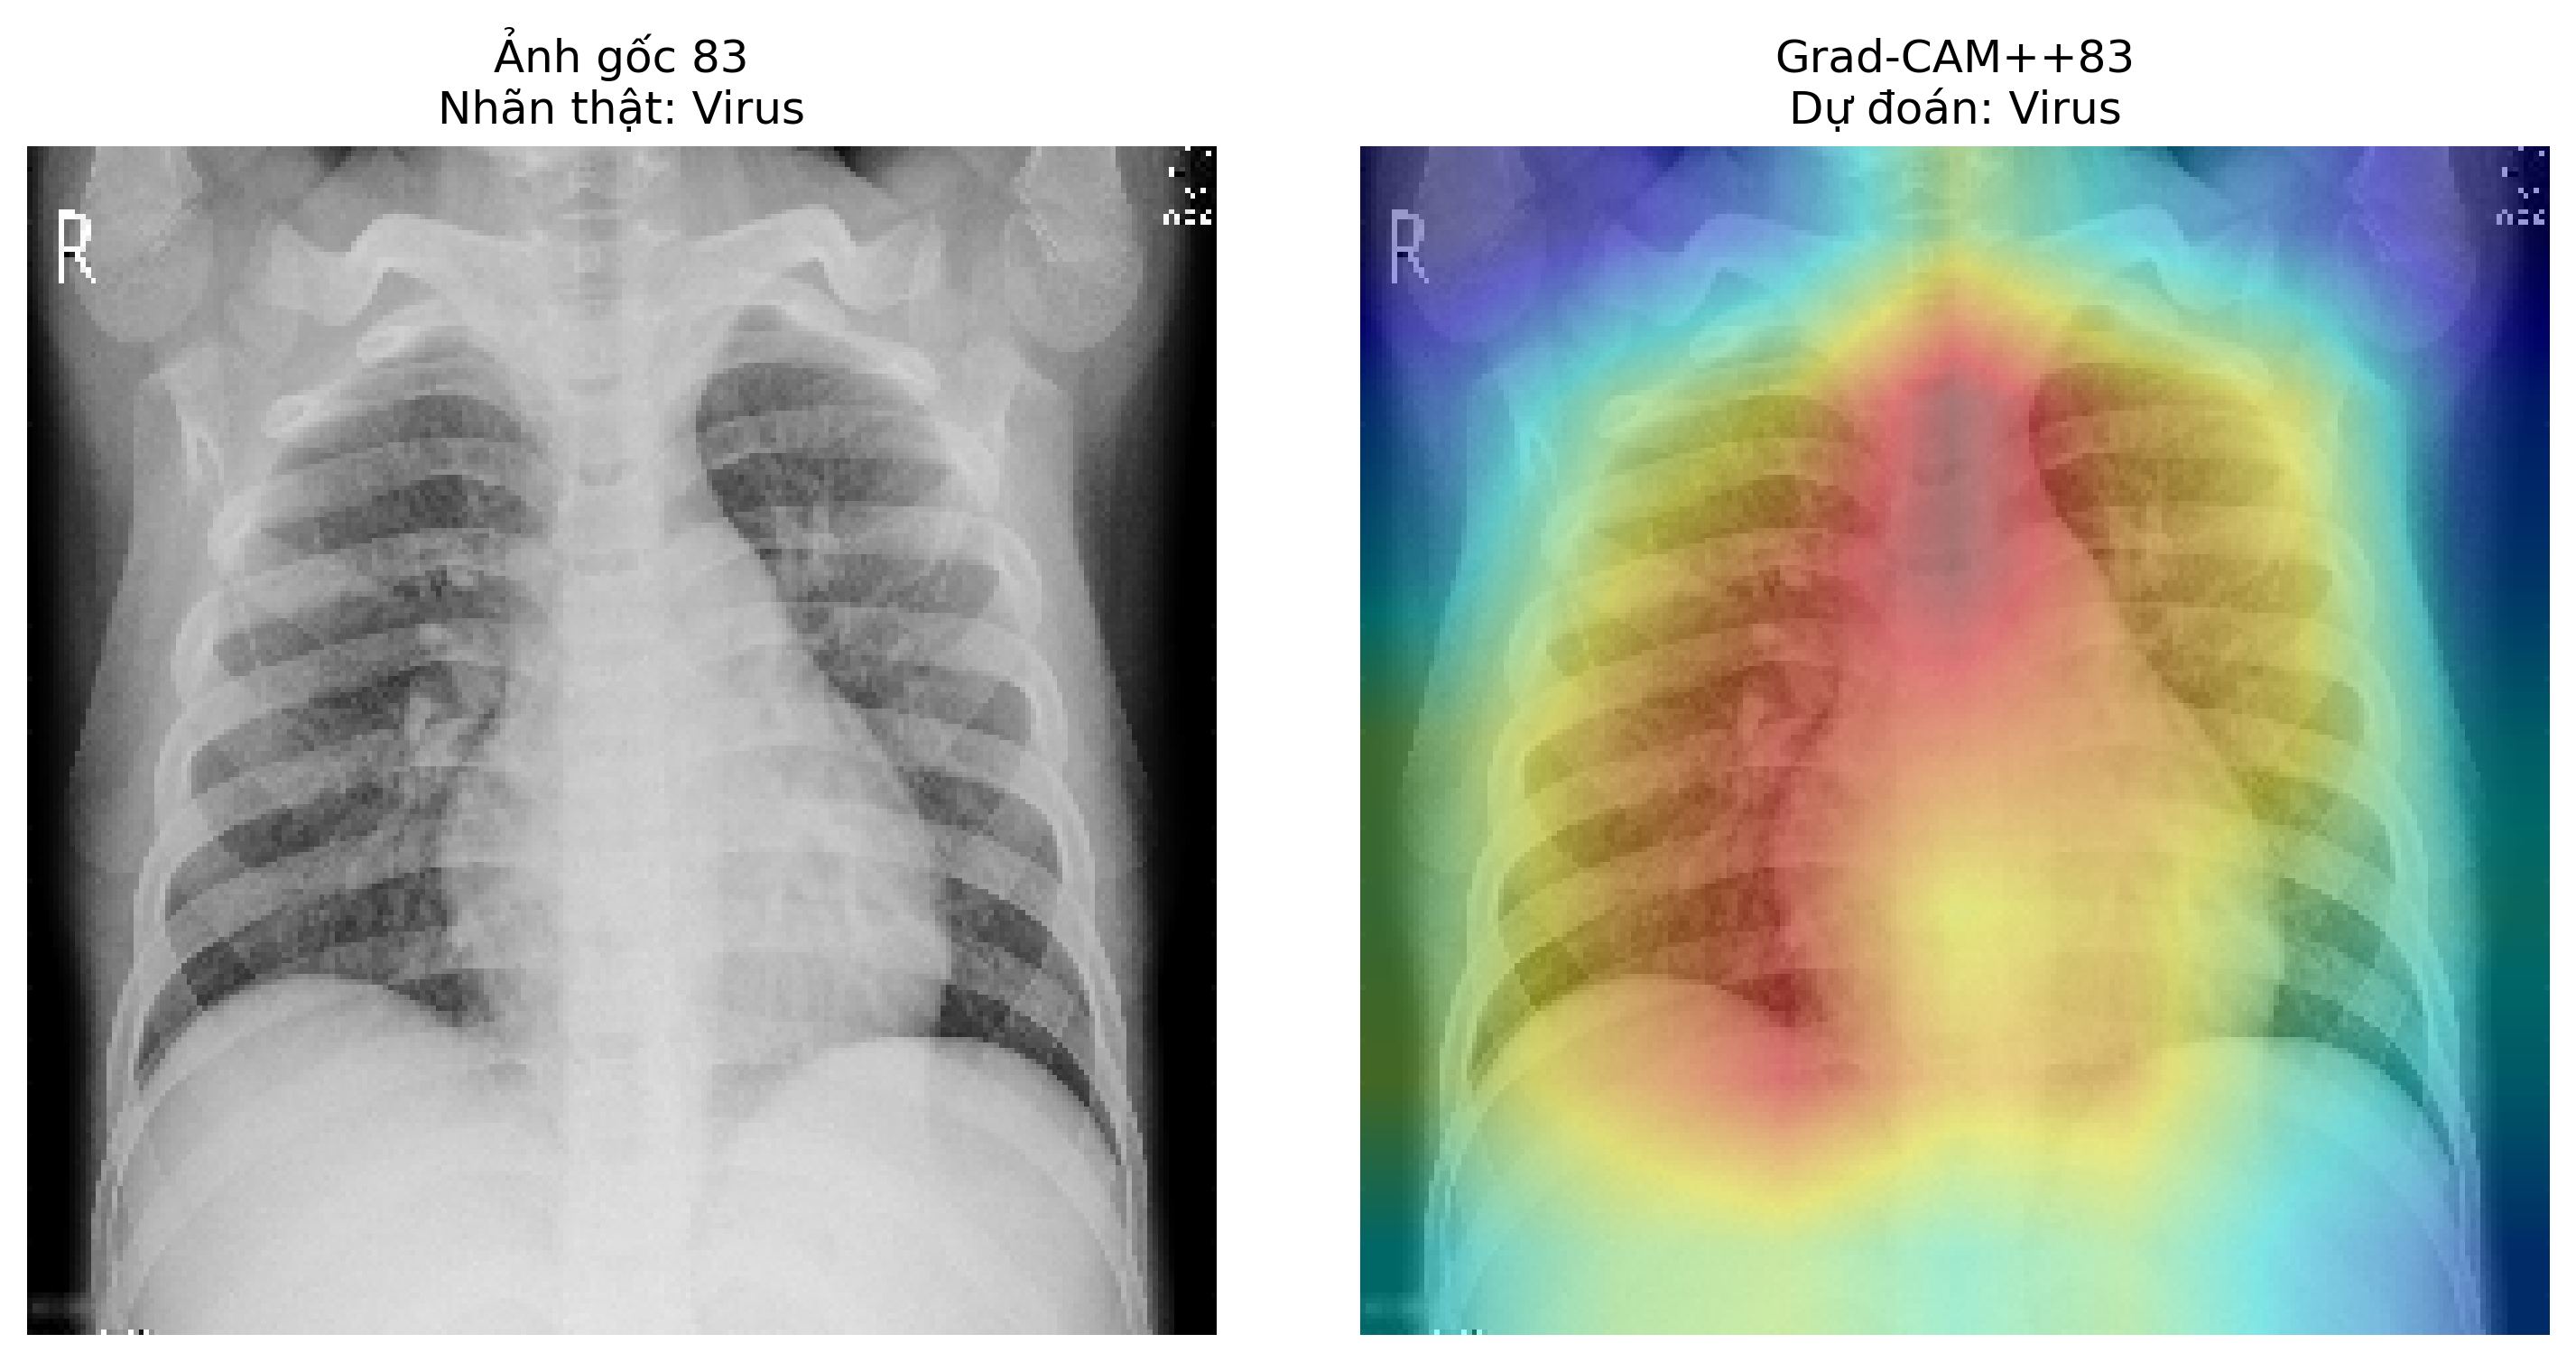 Ảnh gốc 83
Nhãn thật: Virus
Grad-CAM++83
Dự đoán: Virus
R
R